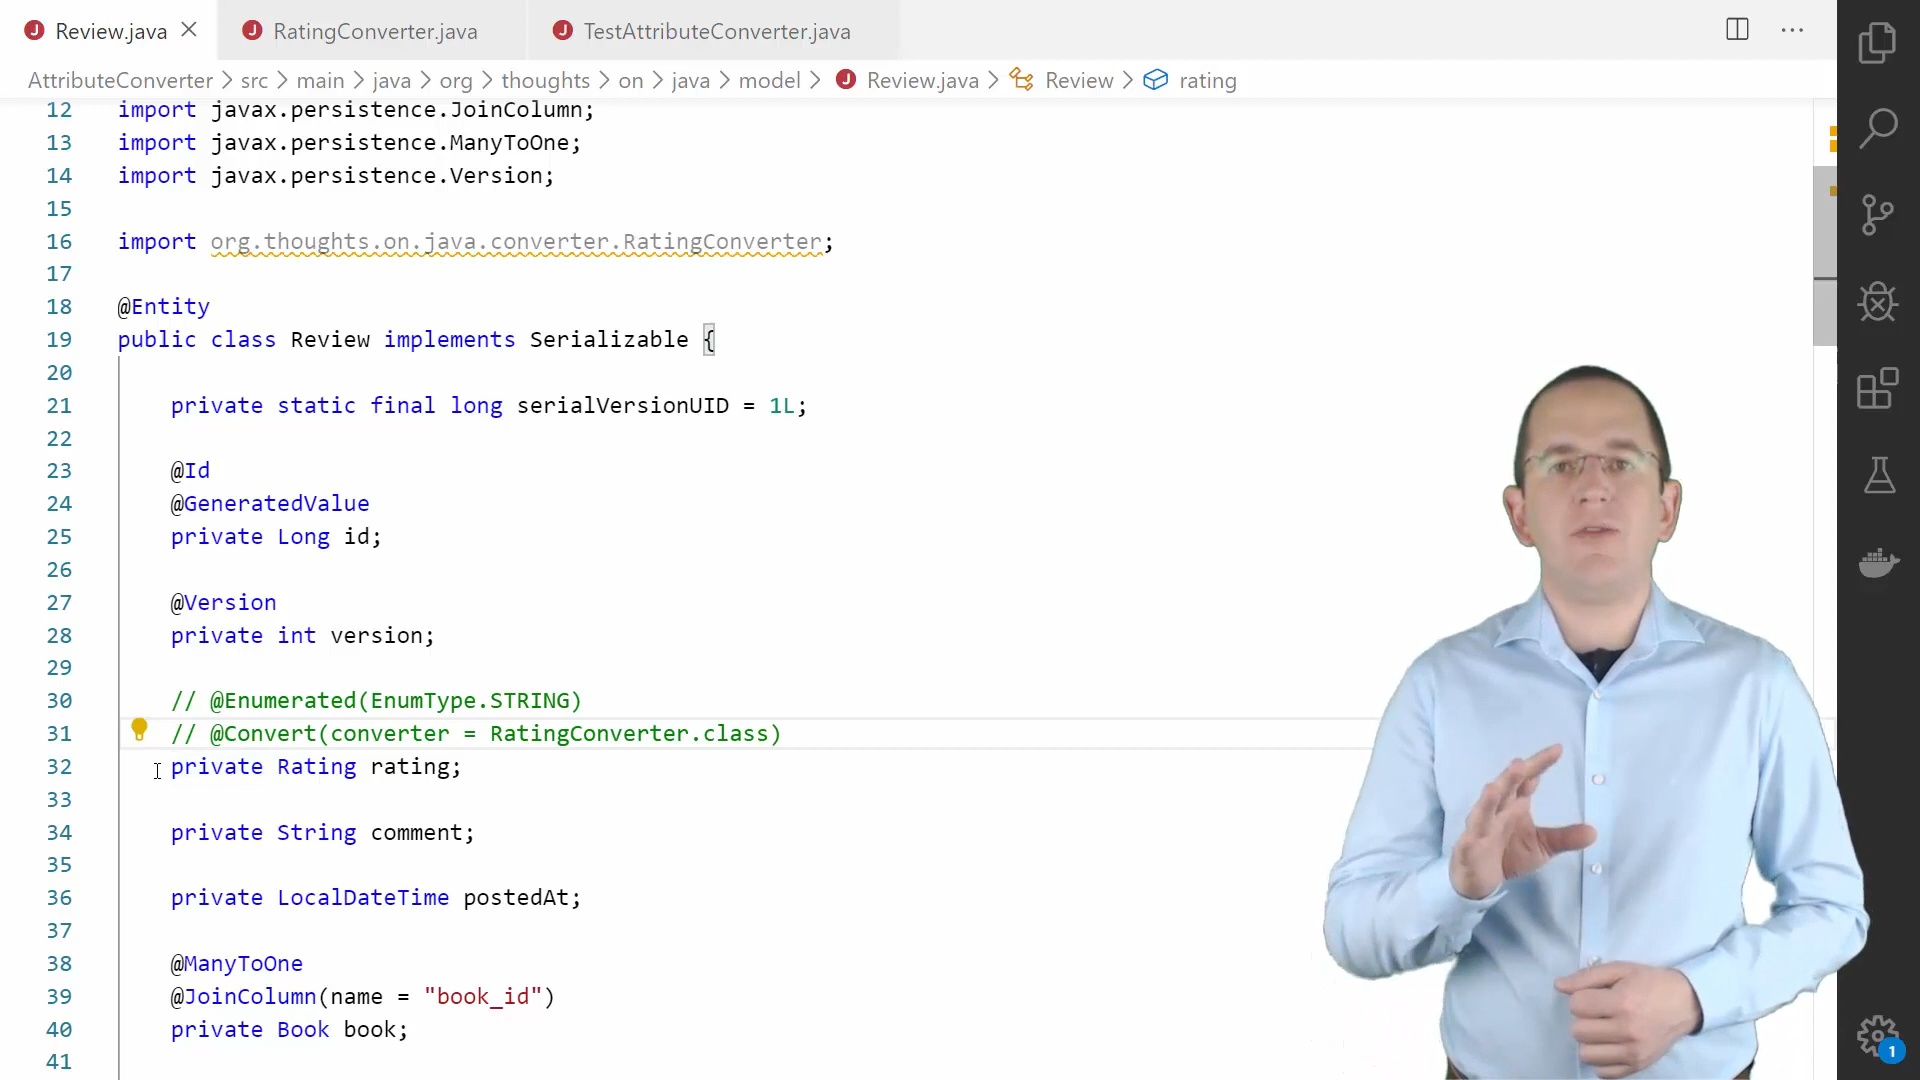 Review.java
RatingConverter.java
TestAttributeConverter.java
AttributeConverter > src > main > java > org > thoughts > on > java > model > Review.java > Review > rating
12 import javax.persistence.JoinColumn;
13 import javax.persistence.ManyToOne;
14 import javax.persistence.Version;
15
16 import org.thoughts.on.java.converter.RatingConverter;
17
18 @Entity
19 public class Review implements Serializable {
20
21 private static final long serialVersionUID = 1L;
22
23 @Id
24 @GeneratedValue
25 private Long id;
26
27 @Version
28 private int version;
29
30 // @Enumerated(EnumType.STRING)
31 // @Convert(converter = RatingConverter.class)
32 private Rating rating;
33
34 private String comment;
35
36 private LocalDateTime postedAt;
37
38 @ManyToOne
39 @JoinColumn(name = "book_id")
40 private Book book;
41
1